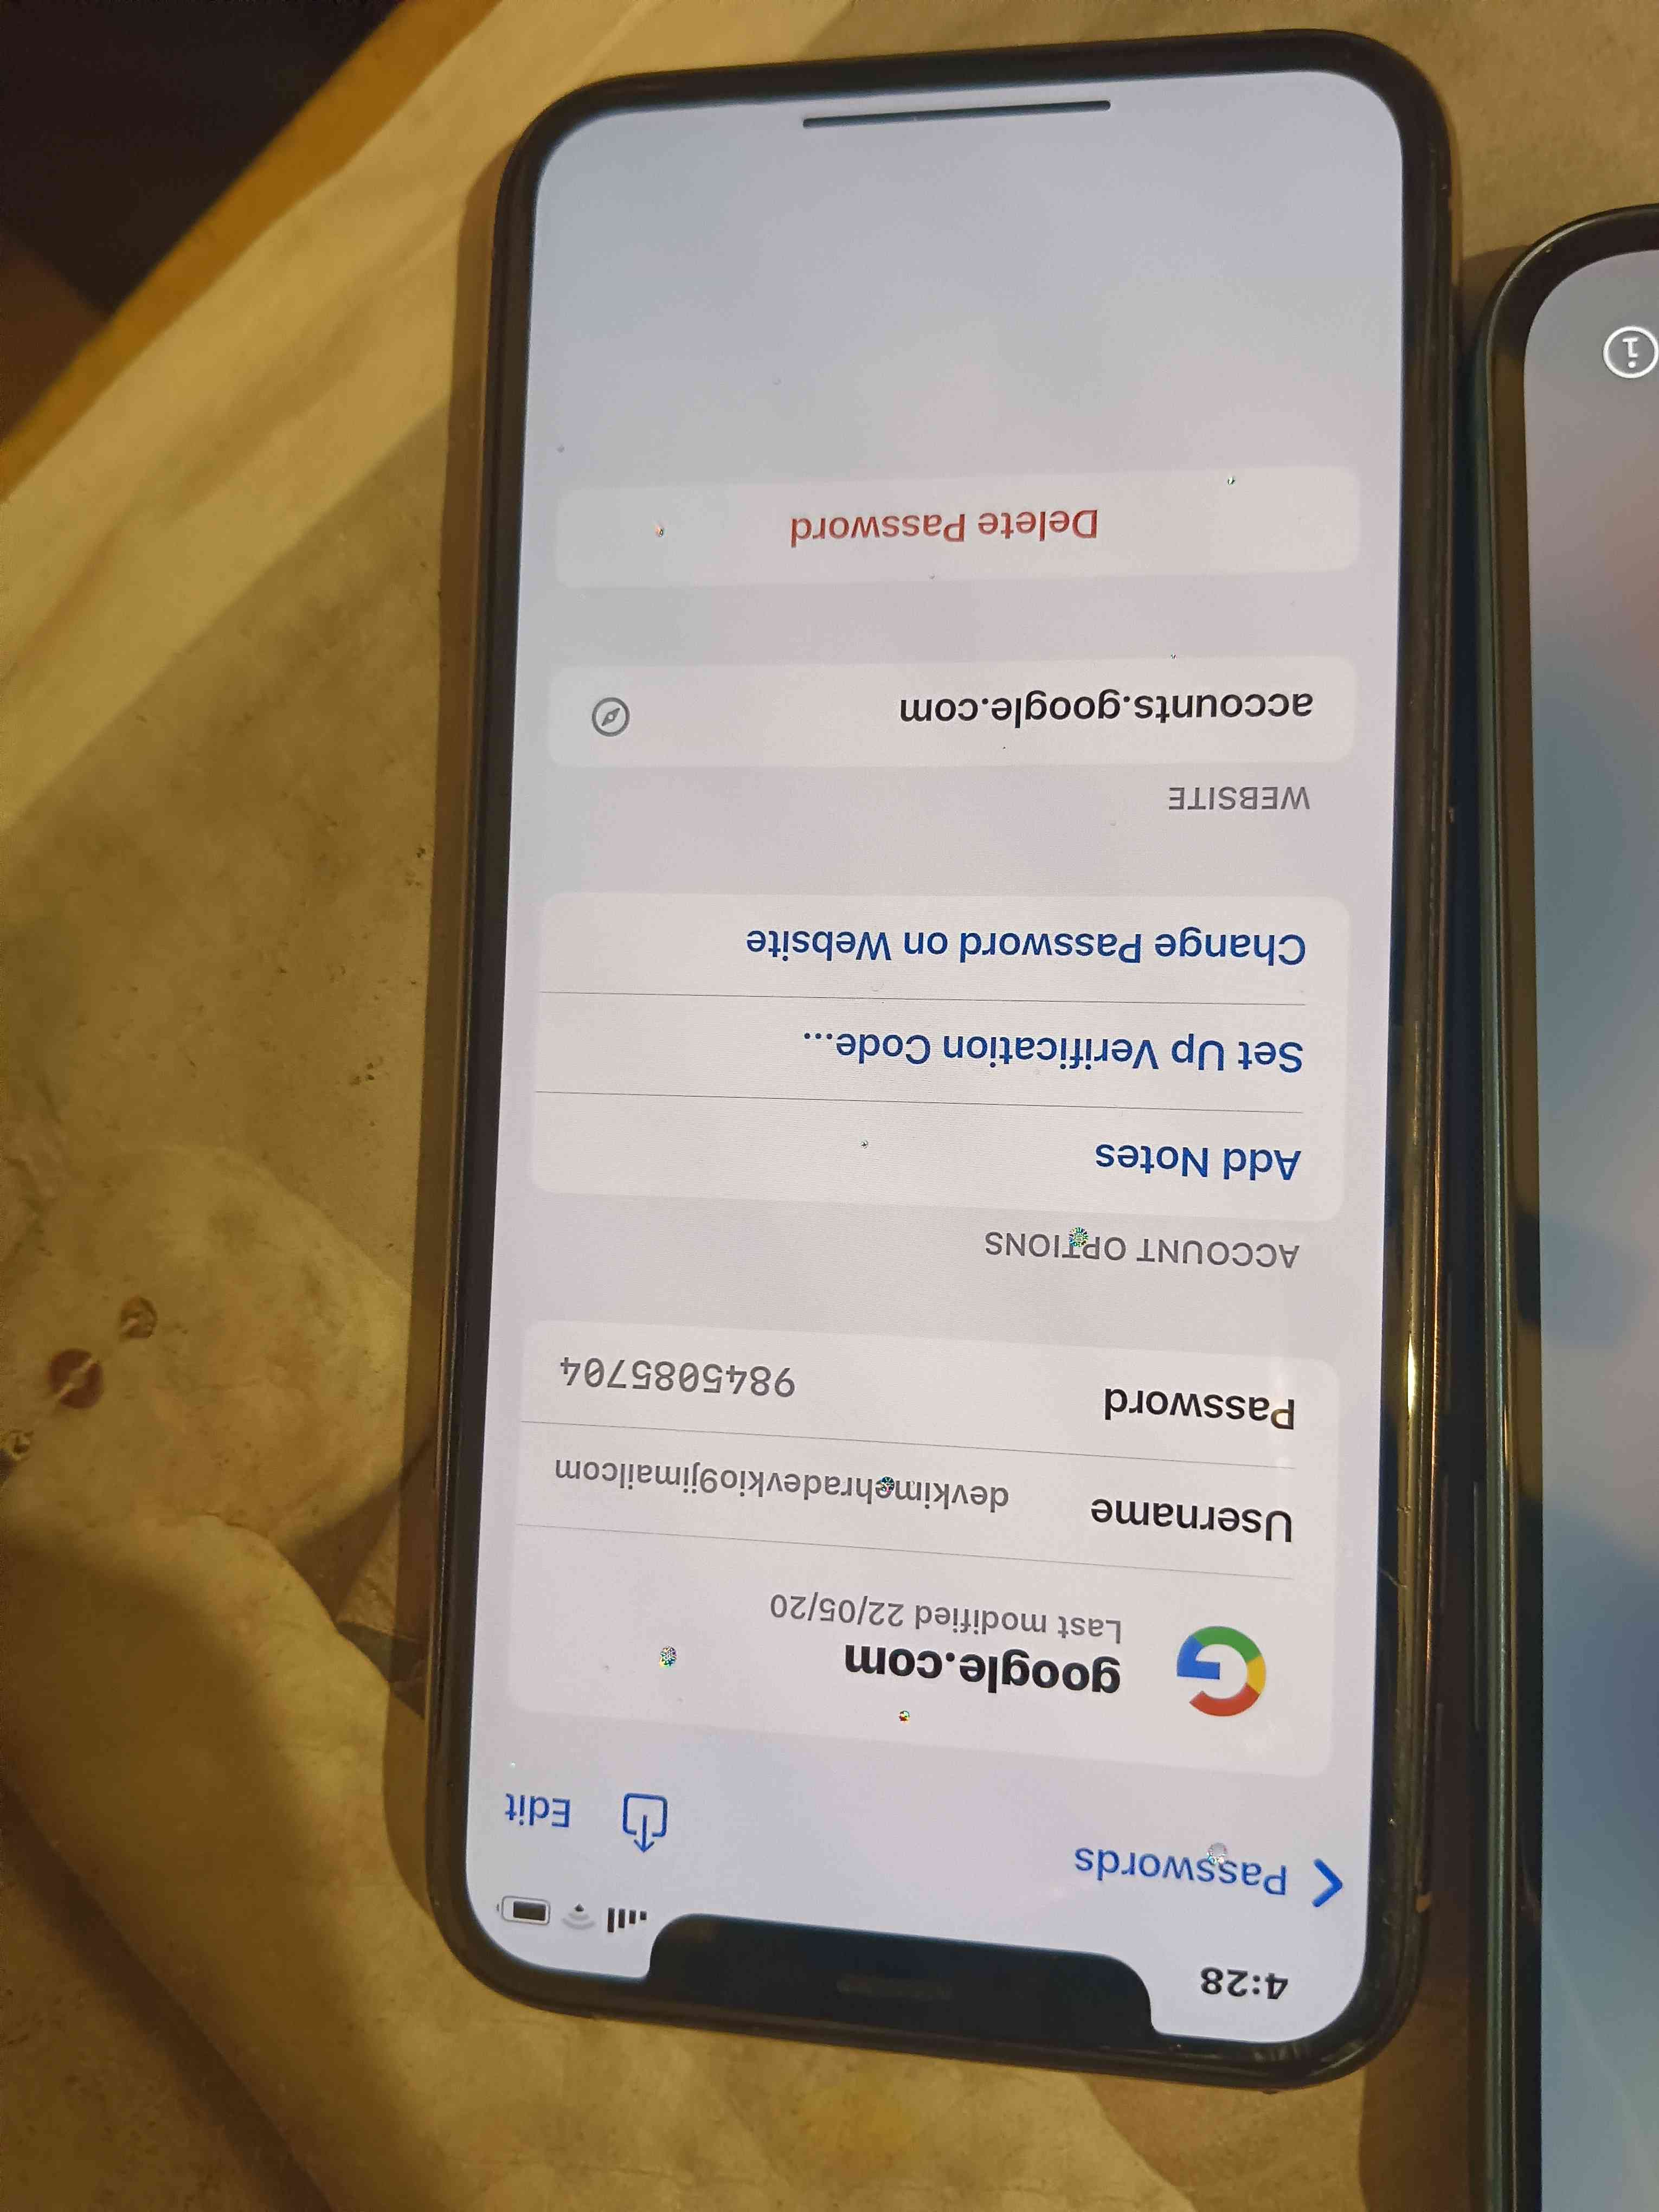 4:28
Passwords
Edit
google.com
Last modified 22/05/20
Username
devkimehradevkio9jimailcom
Password
9845085704
ACCOUNT OPTIONS
Add Notes
Set Up Verification Code...
Change Password on Website
WEBSITE
accounts.google.com
Delete Password